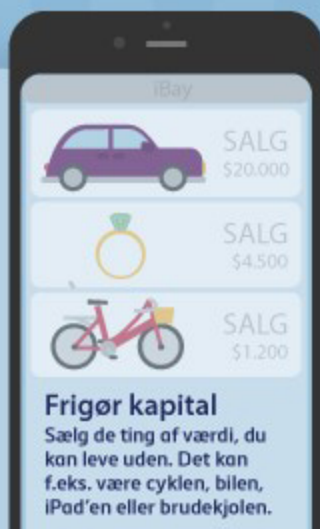 iBay
SALG
$20.000
SALG
$4.500
SALG
$1.200
Frigør kapital
Sælg de ting af værdi, du
kan leve uden. Det kan
f.eks. være cyklen, bilen,
iPad'en eller brudekjolen.